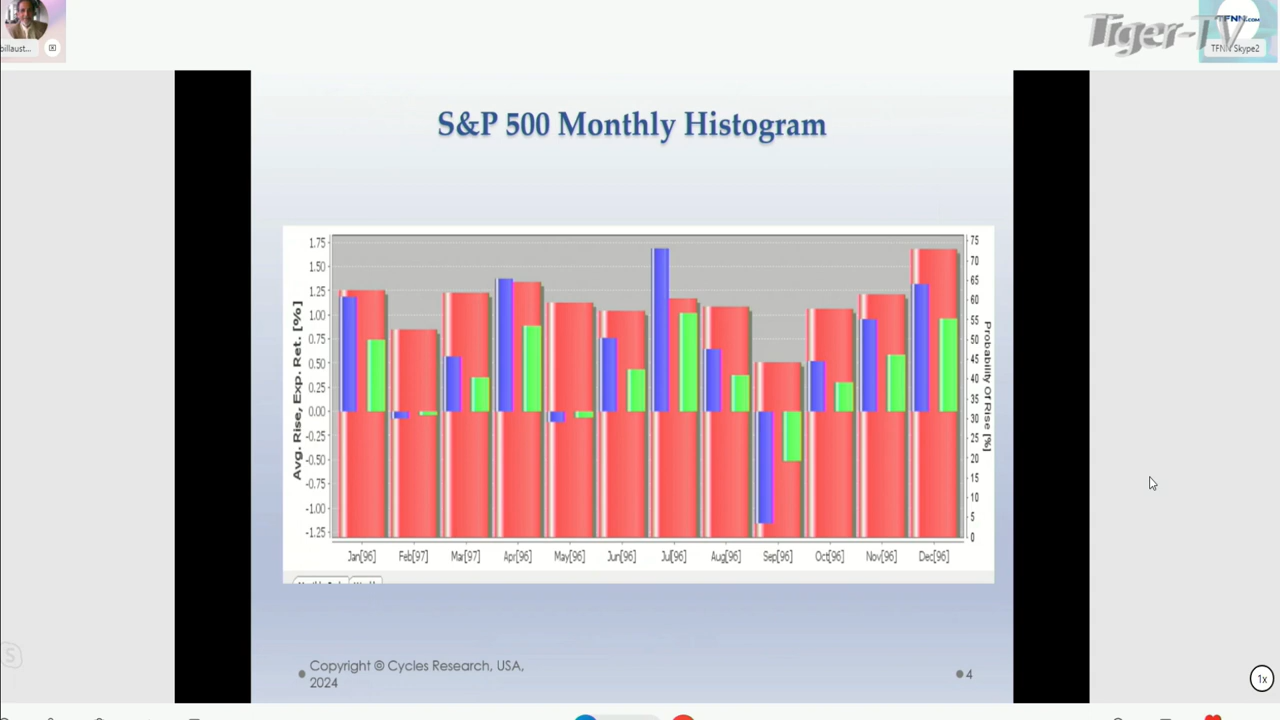 billaust...
Tiger-TV
TFNN.COM
TFNN Skype2
S&P 500 Monthly Histogram
Avg. Rise, Exp. Ret. [%]
1.75
1.50
1.25
1.00
0.75
0.50
0.25
0.00
-0.25
-0.50
-0.75
-1.00
-1.25
75
70
65
60
55
50
45
40
35
30
25
20
15
10
5
0
Probability Of Rise [%]
Jan[96] Feb[97] Mar[97] Apr[96] May[96] Jun[96] Jul[96] Aug[96] Sep[96] Oct[96] Nov[96] Dec[96]
Copyright © Cycles Research, USA,
2024
4
S
1x